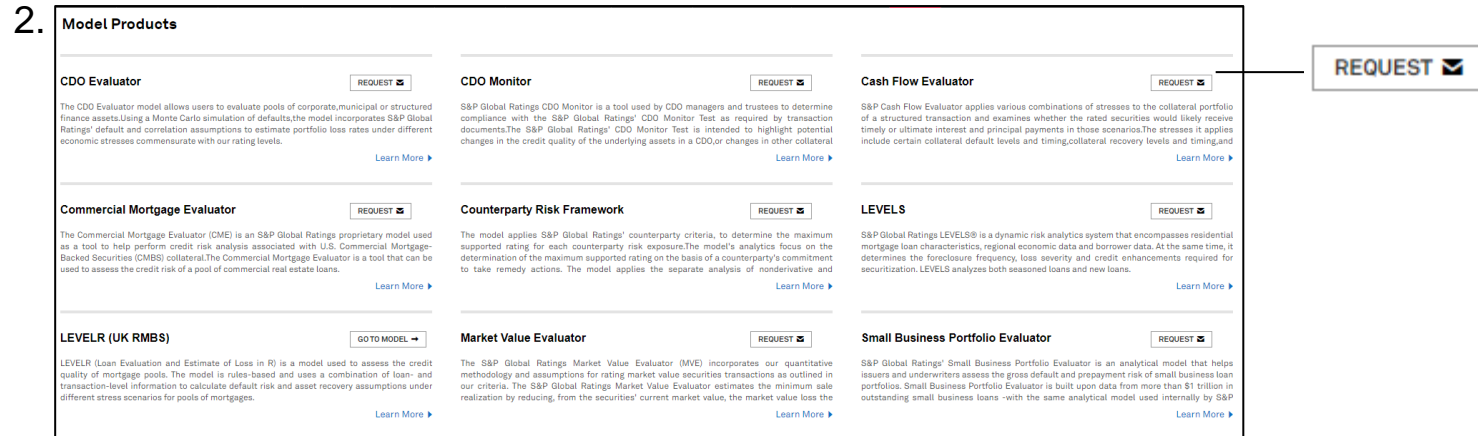 2.
Model Products
CDO Evaluator
REQUEST
The CDO Evaluator model allows users to evaluate pools of corporate,municipal or structured
finance assets.Using a Monte Carlo simulation of defaults,the model incorporates S&P Global
Ratings' default and correlation assumptions to estimate portfolio loss rates under different
economic stresses commensurate with our rating levels.
Learn More
CDO Monitor
REQUEST
S&P Global Ratings CDO Monitor is a tool used by CDO managers and trustees to determine
compliance with the S&P Global Ratings' CDO Monitor Test as required by transaction
documents.The S&P Global Ratings' CDO Monitor Test is intended to highlight potential
changes in the credit quality of the underlying assets in a CDO,or changes in other collateral
Learn More
Cash Flow Evaluator
REQUEST
S&P Cash Flow Evaluator applies various combinations of stresses to the collateral portfolio
of a structured transaction and examines whether the rated securities would likely receive
timely or ultimate interest and principal payments in those scenarios.The stresses it applies
include certain collateral default levels and timing,collateral recovery levels and timing,and
Learn More
REQUEST
Commercial Mortgage Evaluator
REQUEST
The Commercial Mortgage Evaluator (CME) is an S&P Global Ratings proprietary model used
as a tool to help perform credit risk analysis associated with U.S. Commercial Mortgage-
Backed Securities (CMBS) collateral.The Commercial Mortgage Evaluator is a tool that can be
used to assess the credit risk of a pool of commercial real estate loans.
Learn More
Counterparty Risk Framework
REQUEST
The model applies S&P Global Ratings' counterparty criteria, to determine the maximum
supported rating for each counterparty risk exposure.The model's analytics focus on the
determination of the maximum supported rating on the basis of a counterparty's commitment
to take remedy actions. The model applies the separate analysis of nonderivative and
Learn More
LEVELS
REQUEST
S&P Global Ratings LEVELS® is a dynamic risk analytics system that encompasses residential
mortgage loan characteristics, regional economic data and borrower data. At the same time, it
determines the foreclosure frequency, loss severity and credit enhancements required for
securitization. LEVELS analyzes both seasoned loans and new loans.
Learn More
LEVELR (UK RMBS)
GO TO MODEL
LEVELR (Loan Evaluation and Estimate of Loss in R) is a model used to assess the credit
quality of mortgage pools. The model is rules-based and uses a combination of loan- and
transaction-level information to calculate default risk and asset recovery assumptions under
different stress scenarios for pools of mortgages.
Learn More
Market Value Evaluator
REQUEST
The S&P Global Ratings Market Value Evaluator (MVE) incorporates our quantitative
methodology and assumptions for rating market value securities transactions as outlined in
our criteria. The S&P Global Ratings Market Value Evaluator estimates the minimum sale
realization by reducing, from the securities' current market value, the market value loss the
Learn More
Small Business Portfolio Evaluator
REQUEST
S&P Global Ratings' Small Business Portfolio Evaluator is an analytical model that helps
issuers and underwriters assess the gross default and prepayment risk of small business loan
portfolios. Small Business Portfolio Evaluator is built upon data from more than $1 trillion in
outstanding small business loans -with the same analytical model used internally by S&P
Learn More